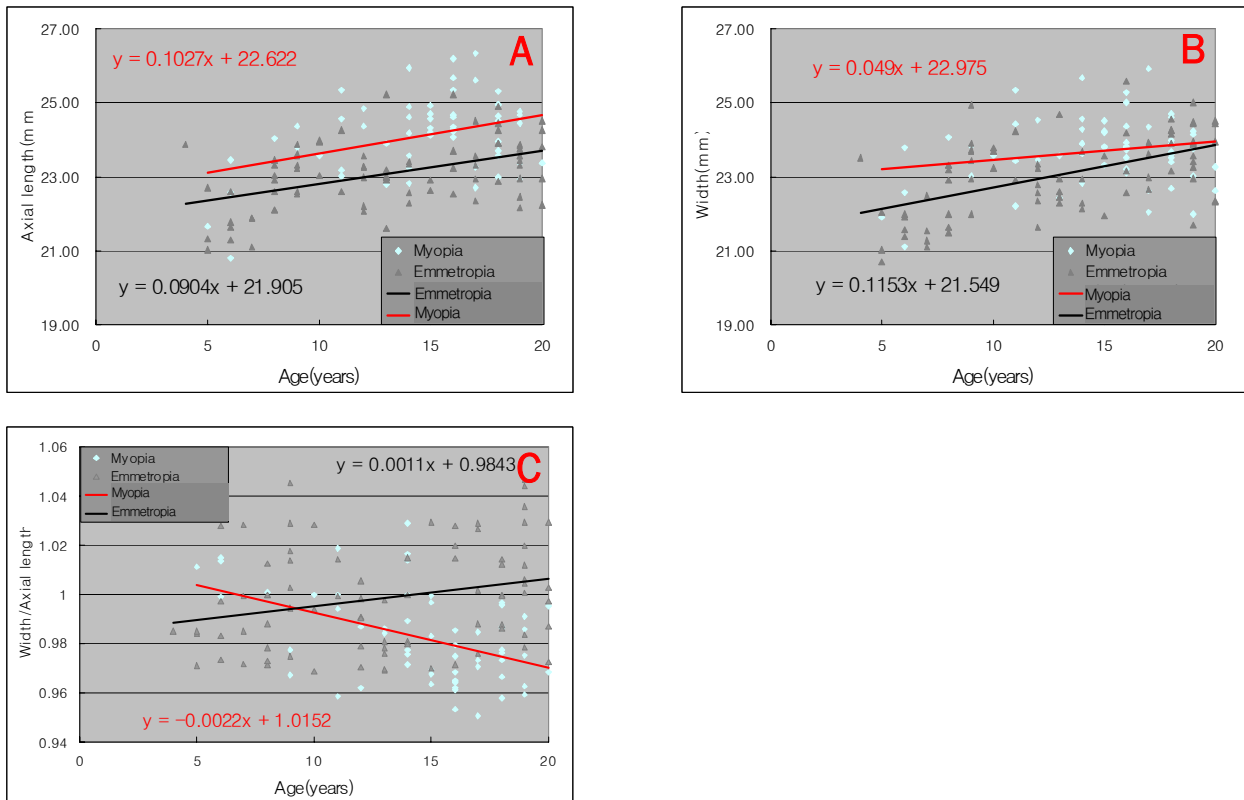 A
y = 0.1027x + 22.622
y = 0.0904x + 21.905
Axial length(mm
27.00
25.00
23.00
21.00
19.00
0
5
10
15
20
Age(years)
Myopia
Emmetropia
Emmetropia
Myopia
B
y = 0.049x + 22.975
y = 0.1153x + 21.549
Width(mm)
27.00
25.00
23.00
21.00
19.00
0
5
10
15
20
Age(years)
Myopia
Emmetropia
Myopia
Emmetropia
C
y = 0.0011x + 0.9843
y = -0.0022x + 1.0152
Width/Axial length
1.06
1.04
1.02
1
0.98
0.96
0.94
0
5
10
15
20
Age(years)
Myopia
Emmetropia
Myopia
Emmetropia